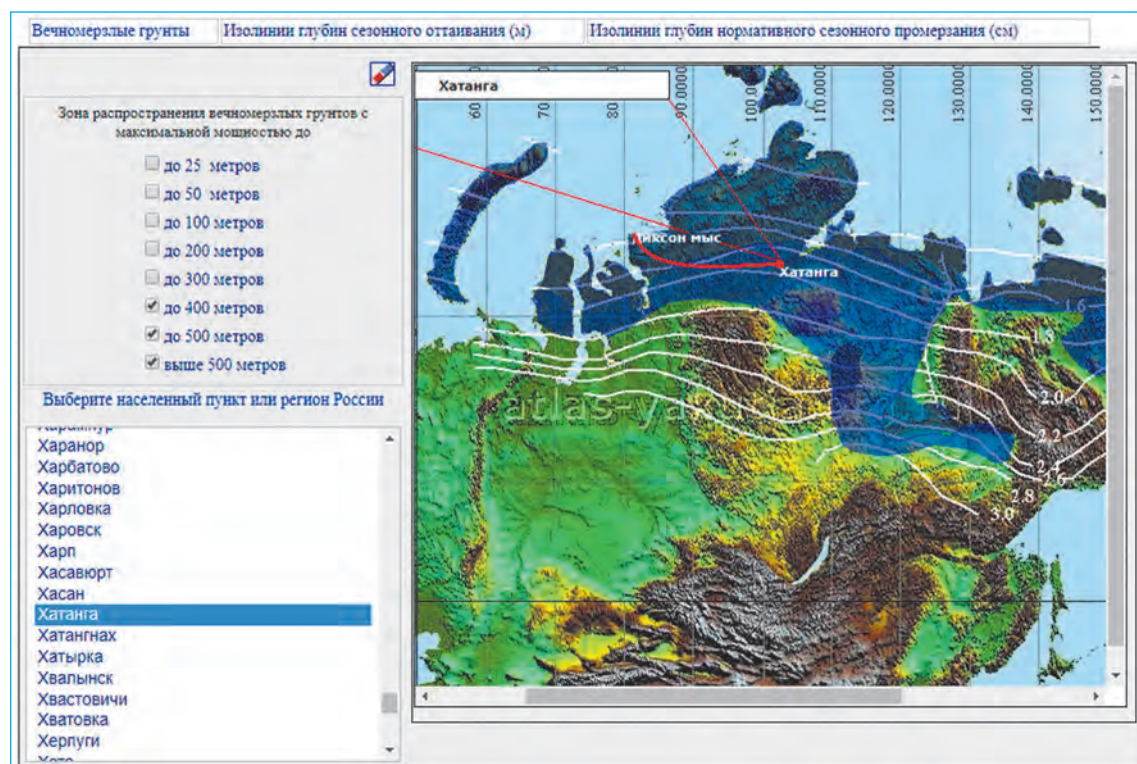 Вечномерзлые грунты
Изолинии глубин сезонного оттаивания (м)
Изолинии глубин нормативного сезонного промерзания (см)
Зона распространения вечномерзлых грунтов с
максимальной мощностью до
до 25 метров
до 50 метров
до 100 метров
до 200 метров
до 300 метров
до 400 метров
до 500 метров
выше 500 метров
Выберите населенный пункт или регион России
Харанор
Харбатово
Харитонов
Харловка
Харовск
Харп
Хасавюрт
Хасан
Хатанга
Хатангнах
Хатырка
Хвалынск
Хвастовичи
Хватовка
Херпуги
Хатанга
60.
70.
80.
90.0000
100.0000
110.0000
120.0000
130.0000
140.0000
150.000
иксон мыс
Хатанга
1.6
1.8
2.0
2.2
2.4
2.6
2.8
3.0